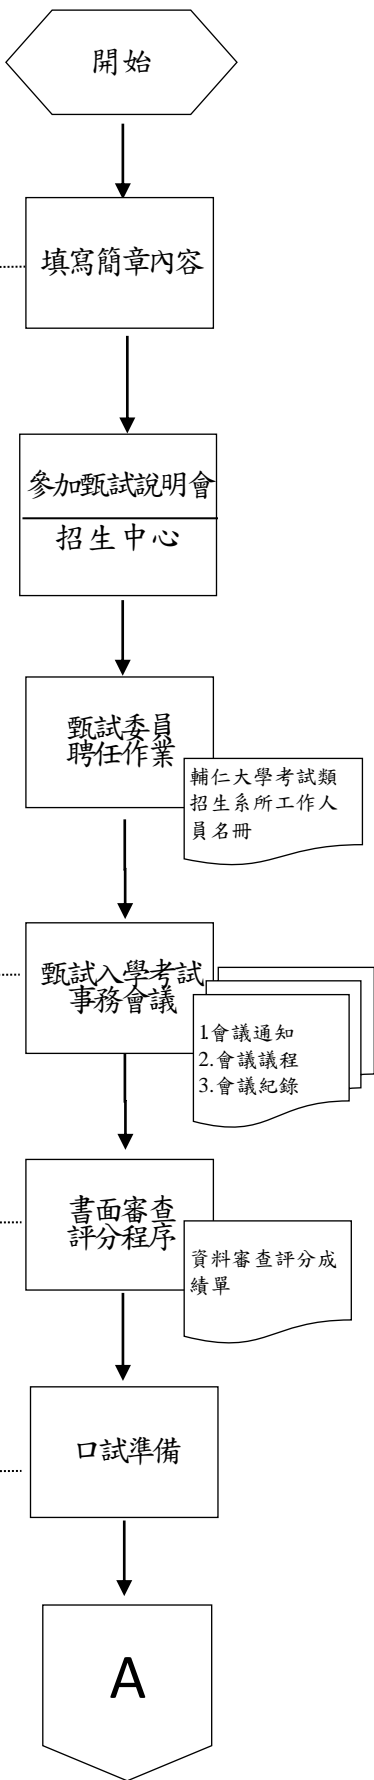 開始
填寫簡章內容
參加甄試說明會
招生中心
甄試委員
聘任作業
輔仁大學考試類
招生系所工作人
員名冊
甄試入學考試
事務會議
1.會議通知
2.會議議程
3.會議紀錄
書面審查
評分程序
資料審查評分成
績單
口試準備
A